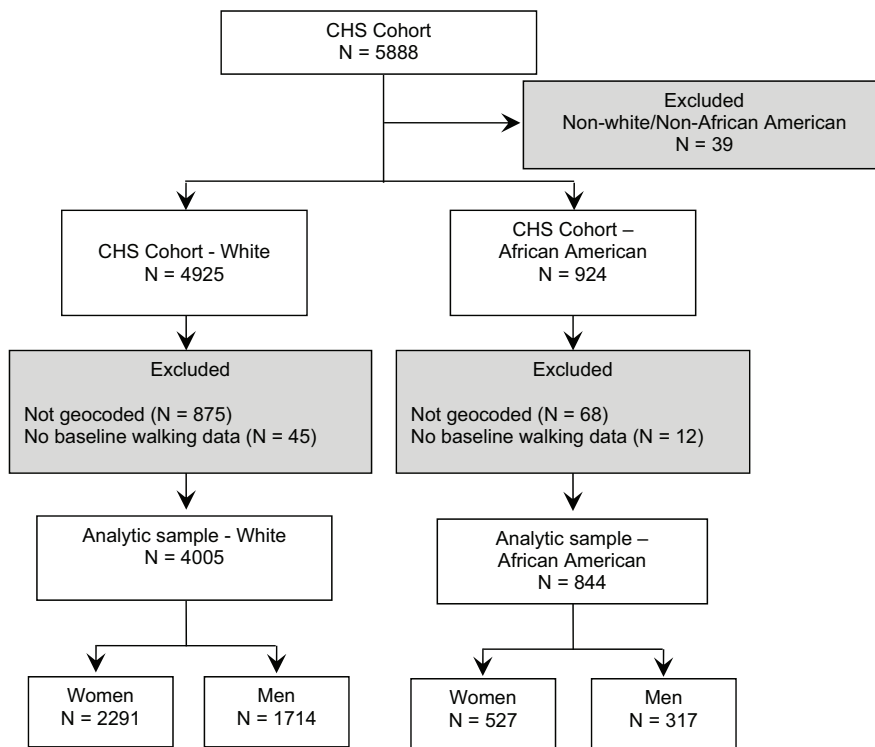 CHS Cohort
N = 5888
Excluded
Non-white/Non-African American
N = 39
CHS Cohort - White
N = 4925
CHS Cohort –
African American
N = 924
Excluded
Not geocoded (N = 875)
No baseline walking data (N = 45)
Excluded
Not geocoded (N = 68)
No baseline walking data (N = 12)
Analytic sample - White
N = 4005
Analytic sample –
African American
N = 844
Women
N = 2291
Men
N = 1714
Women
N = 527
Men
N = 317